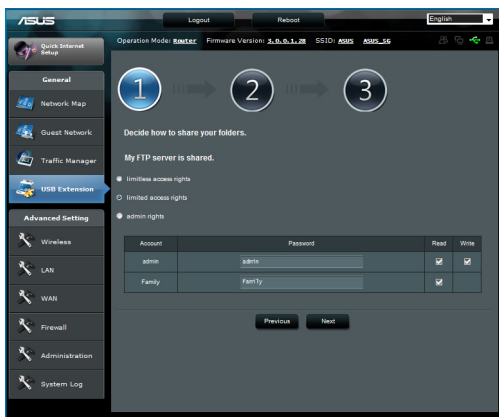 ASUS
Logout Reboot English
Operation Mode: Router Firmware Version: 3.0.0.1.28 SSID: ASUS ASUS_5G
Quick Internet Setup
General
Network Map
Guest Network
Traffic Manager
USB Extension
Advanced Setting
Wireless
LAN
WAN
Firewall
Administration
System Log
1 2 3
Decide how to share your folders.
My FTP server is shared.
limitless access rights
limited access rights
admin rights
Account Password Read Write
admin admin
Family Family
Previous Next